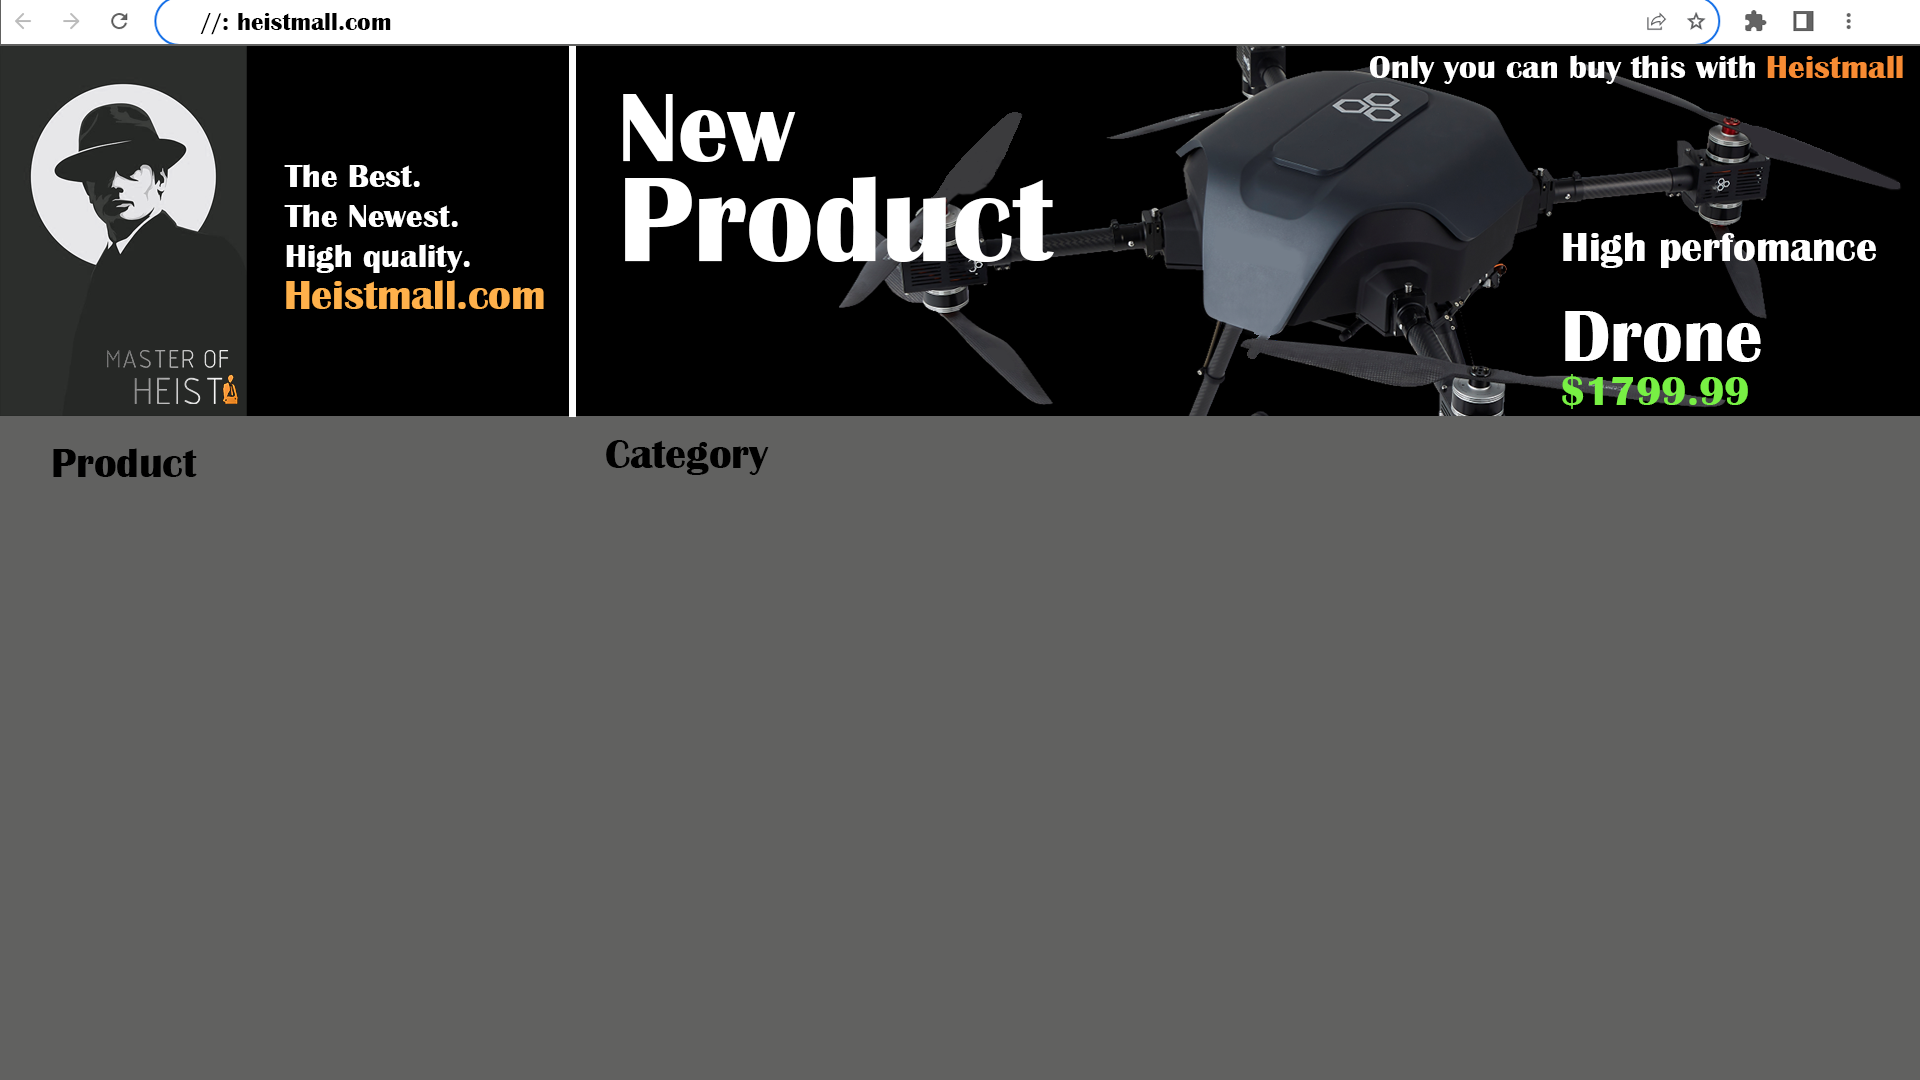 //: heistmall.com
Only you can buy this with Heistmall
The Best.
The Newest.
High quality.
Heistmall.com
MASTER OF
HEIST
New
Product
High perfomance
Drone
$1799.99
Product
Category